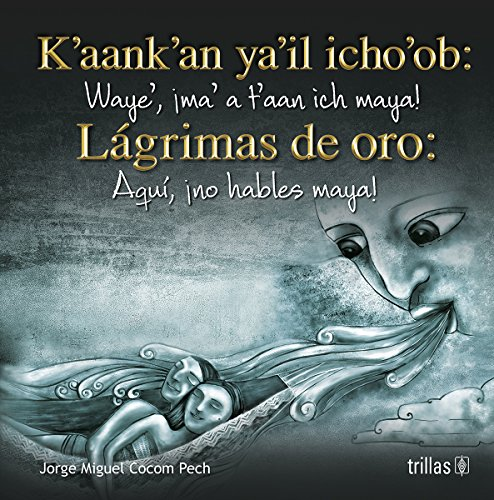 K'aank'an ya'il icho'ob:
Waye', ¡ma' a t'aan ich maya!
Lágrimas de oro:
Aquí, ¡no hables maya!
Jorge Miguel Cocom Pech
trillas